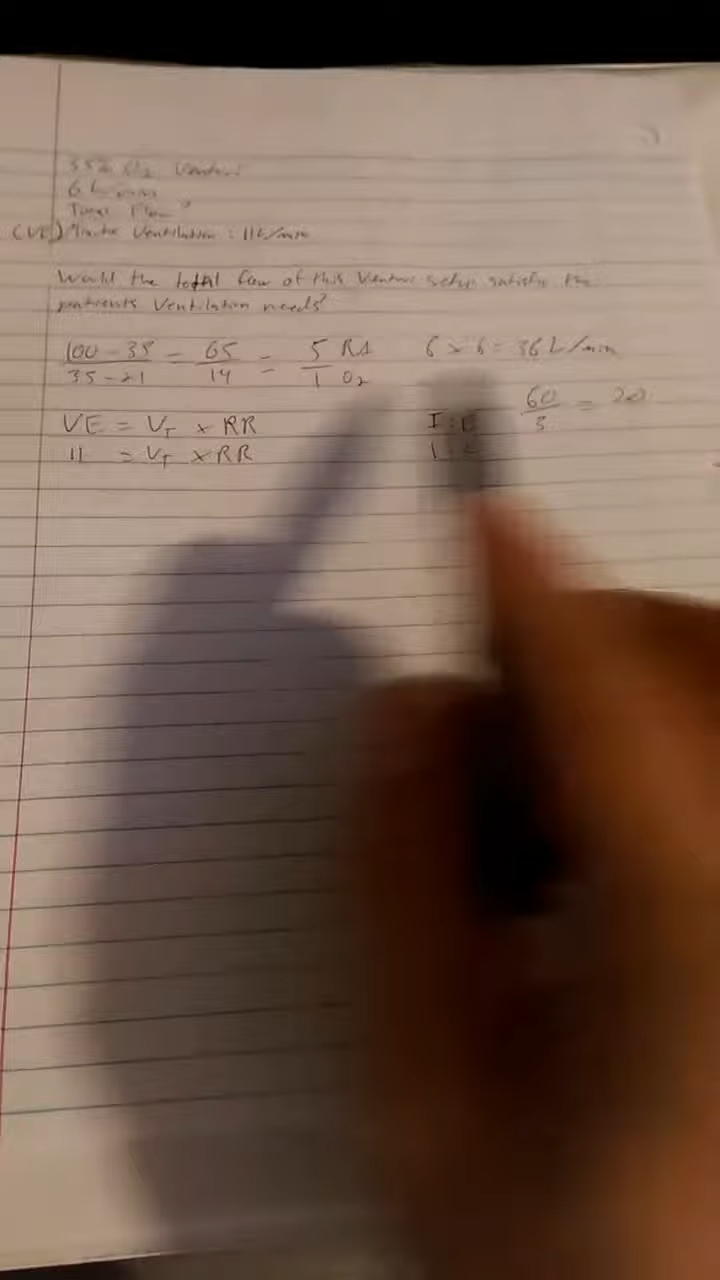 35% O2 Venturi
6 L/min
Total Flow?
(VE) Minute Ventilation : 11 L/min
Would the total flow of this Venturi setup satisfy the
patients Ventilation needs?
100 - 35 / 35 - 21 = 65 / 14 = 5 RA / 1 O2 6 x 6 = 36 L/min
VE = VT x RR I : E 60 / 3 = 20
11 = VT x RR 1 :